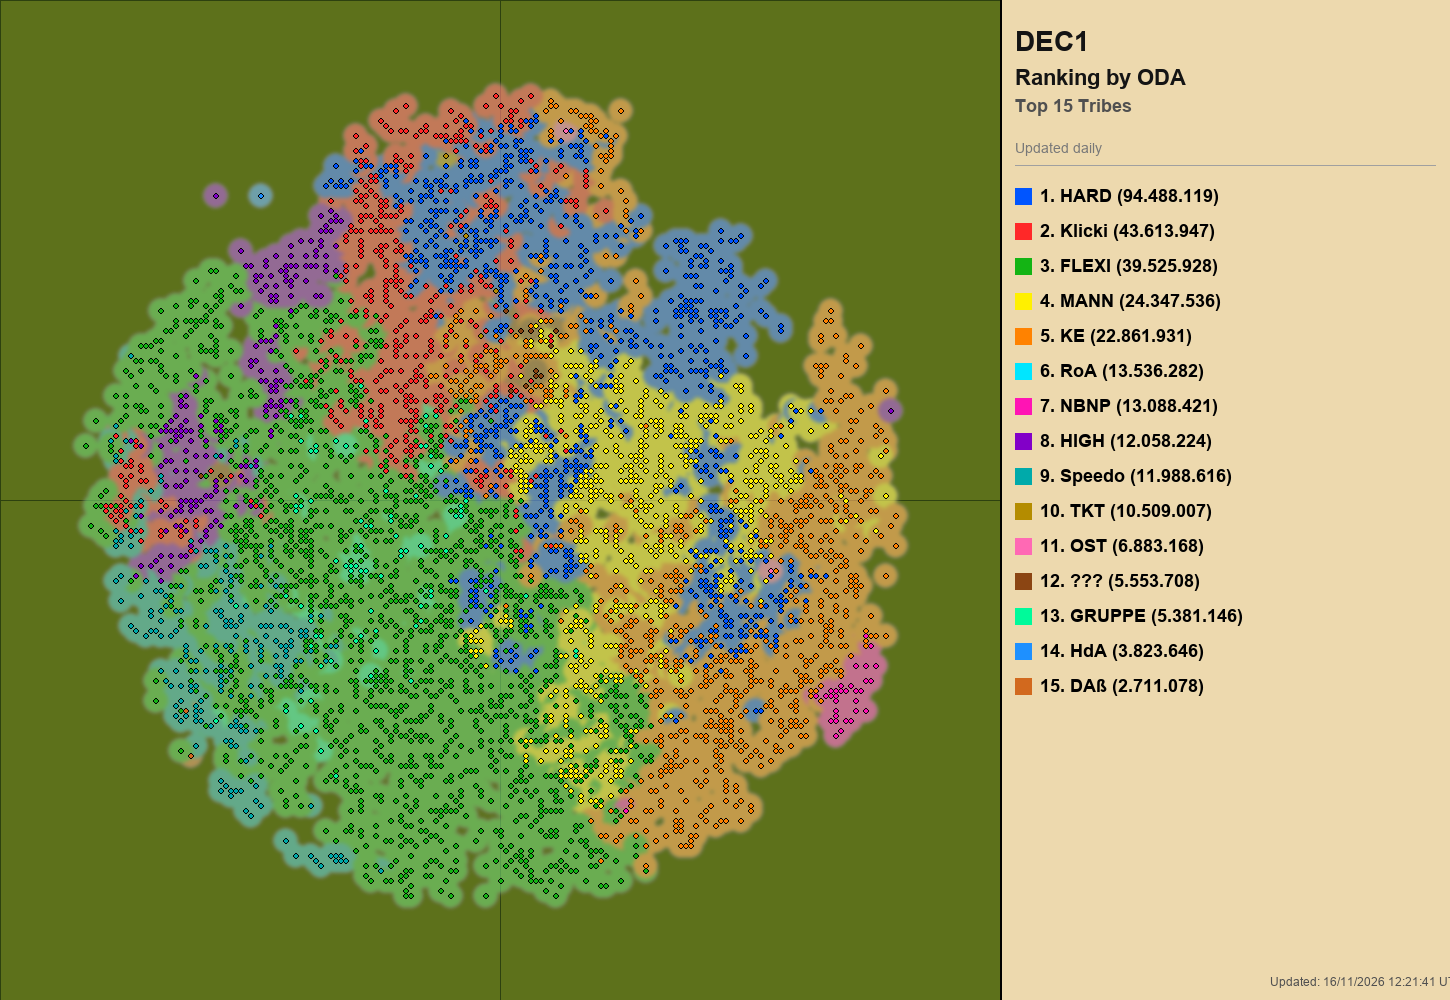 DEC1
Ranking by ODA
Top 15 Tribes
Updated daily
1. HARD (94.488.119)
2. Klicki (43.613.947)
3. FLEXI (39.525.928)
4. MANN (24.347.536)
5. KE (22.861.931)
6. RoA (13.536.282)
7. NBNP (13.088.421)
8. HIGH (12.058.224)
9. Speedo (11.988.616)
10. TKT (10.509.007)
11. OST (6.883.168)
12. ??? (5.553.708)
13. GRUPPE (5.381.146)
14. HdA (3.823.646)
15. DAß (2.711.078)
Updated: 16/11/2026 12:21:41 U